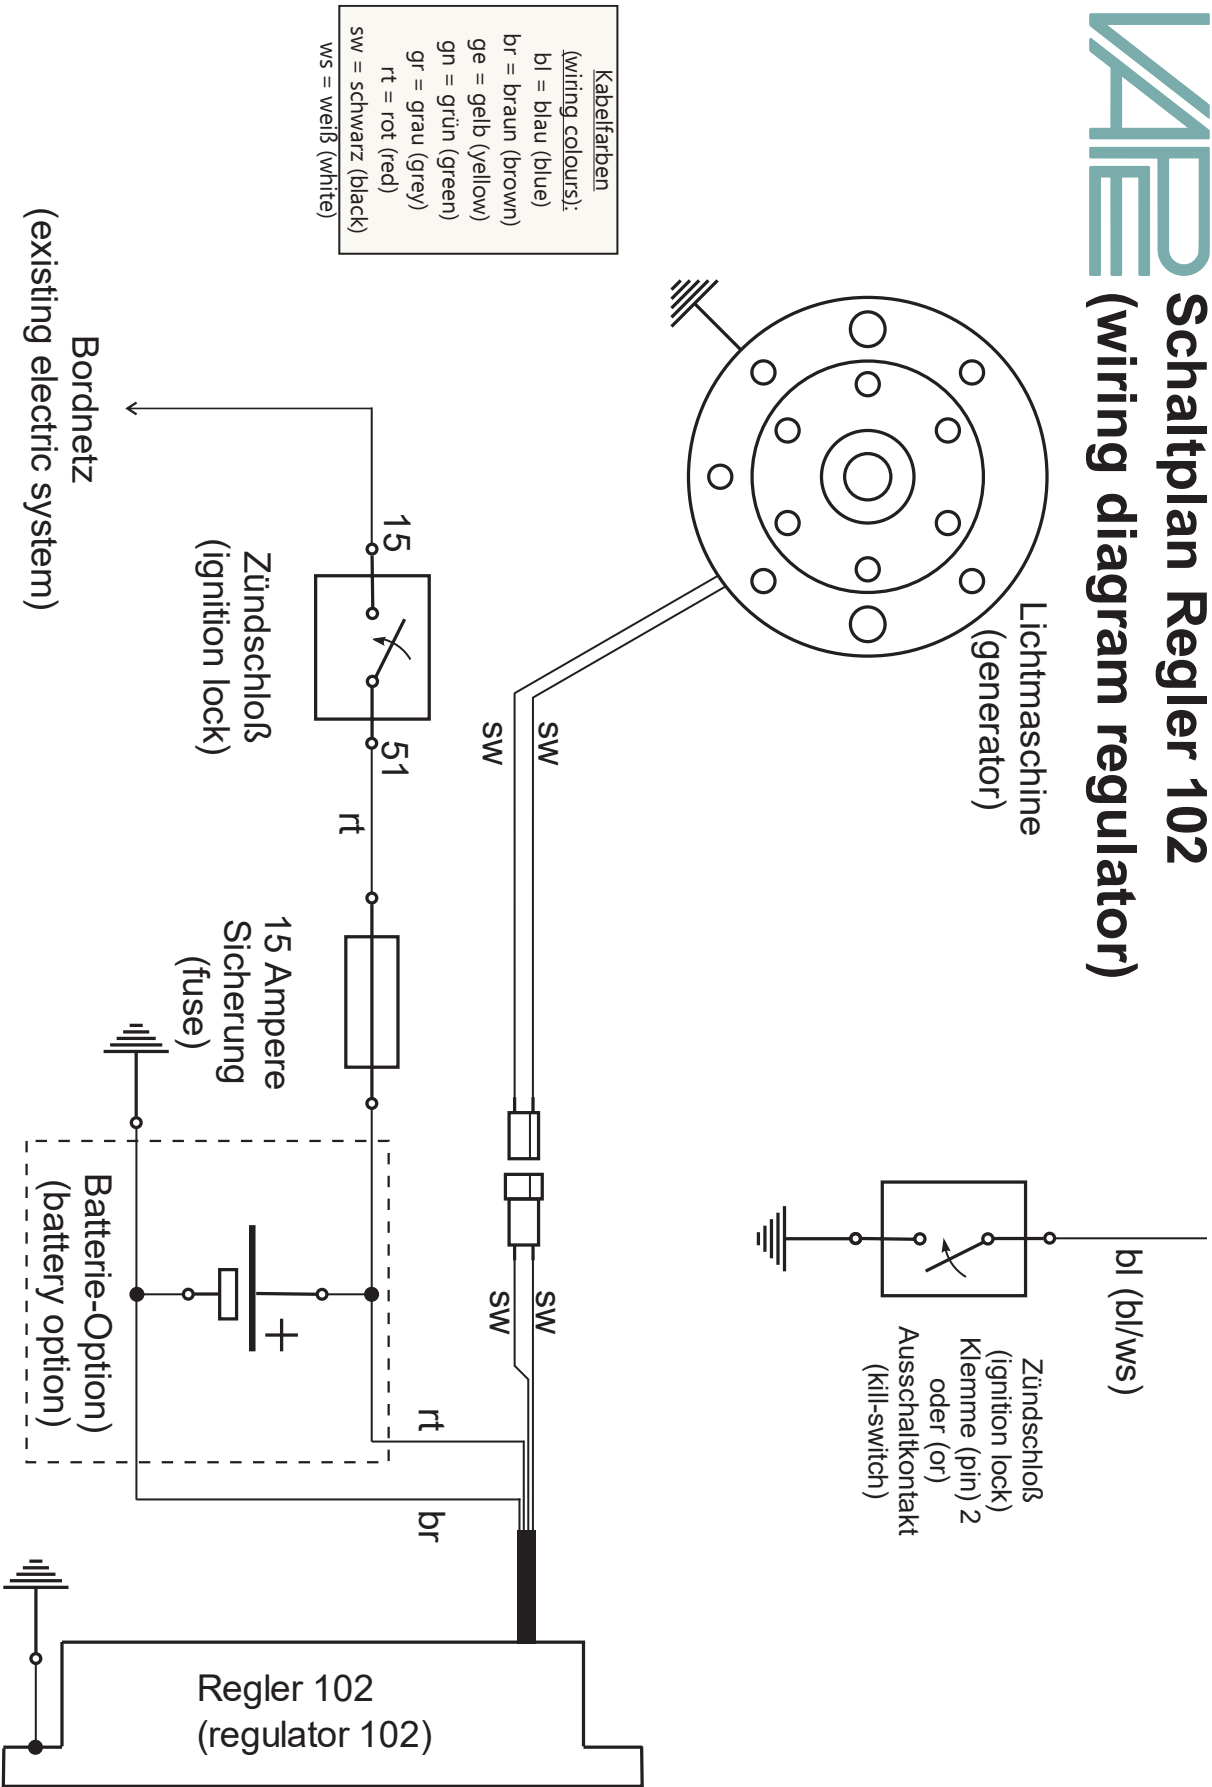 VAPE
Schaltplan Regler 102
(wiring diagram regulator)
Lichtmaschine
(generator)
Kabelfarben
(wiring colours):
bl = blau (blue)
br = braun (brown)
ge = gelb (yellow)
gn = grün (green)
gr = grau (grey)
rt = rot (red)
sw = schwarz (black)
ws = weiß (white)
bl (bl/ws)
Zündschloß
(ignition lock)
Klemme (pin) 2
oder (or)
Ausschaltkontakt
(kill-switch)
sw
sw
sw
sw
15
51
Zündschloß
(ignition lock)
rt
15 Ampere
Sicherung
(fuse)
Bordnetz
(existing electric system)
+
Batterie-Option)
(battery option)
rt
br
Regler 102
(regulator 102)